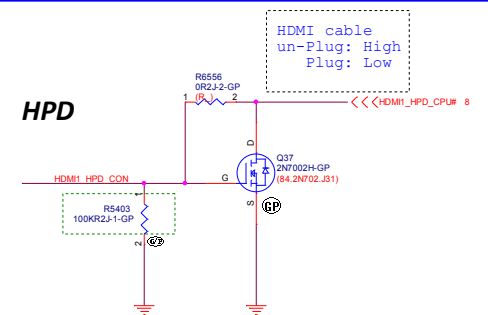 HDMI cable
un-Plug: High
Plug: Low
R6556
0R2J-2-GP
1
(R_)
2
HDMI1_HPD_CPU# 8
HPD
D
Q37
2N7002H-GP
(84.2N702.J31)
G
HDMI1_HPD_CON
S
GP
1
R5403
100KR2J-1-GP
2